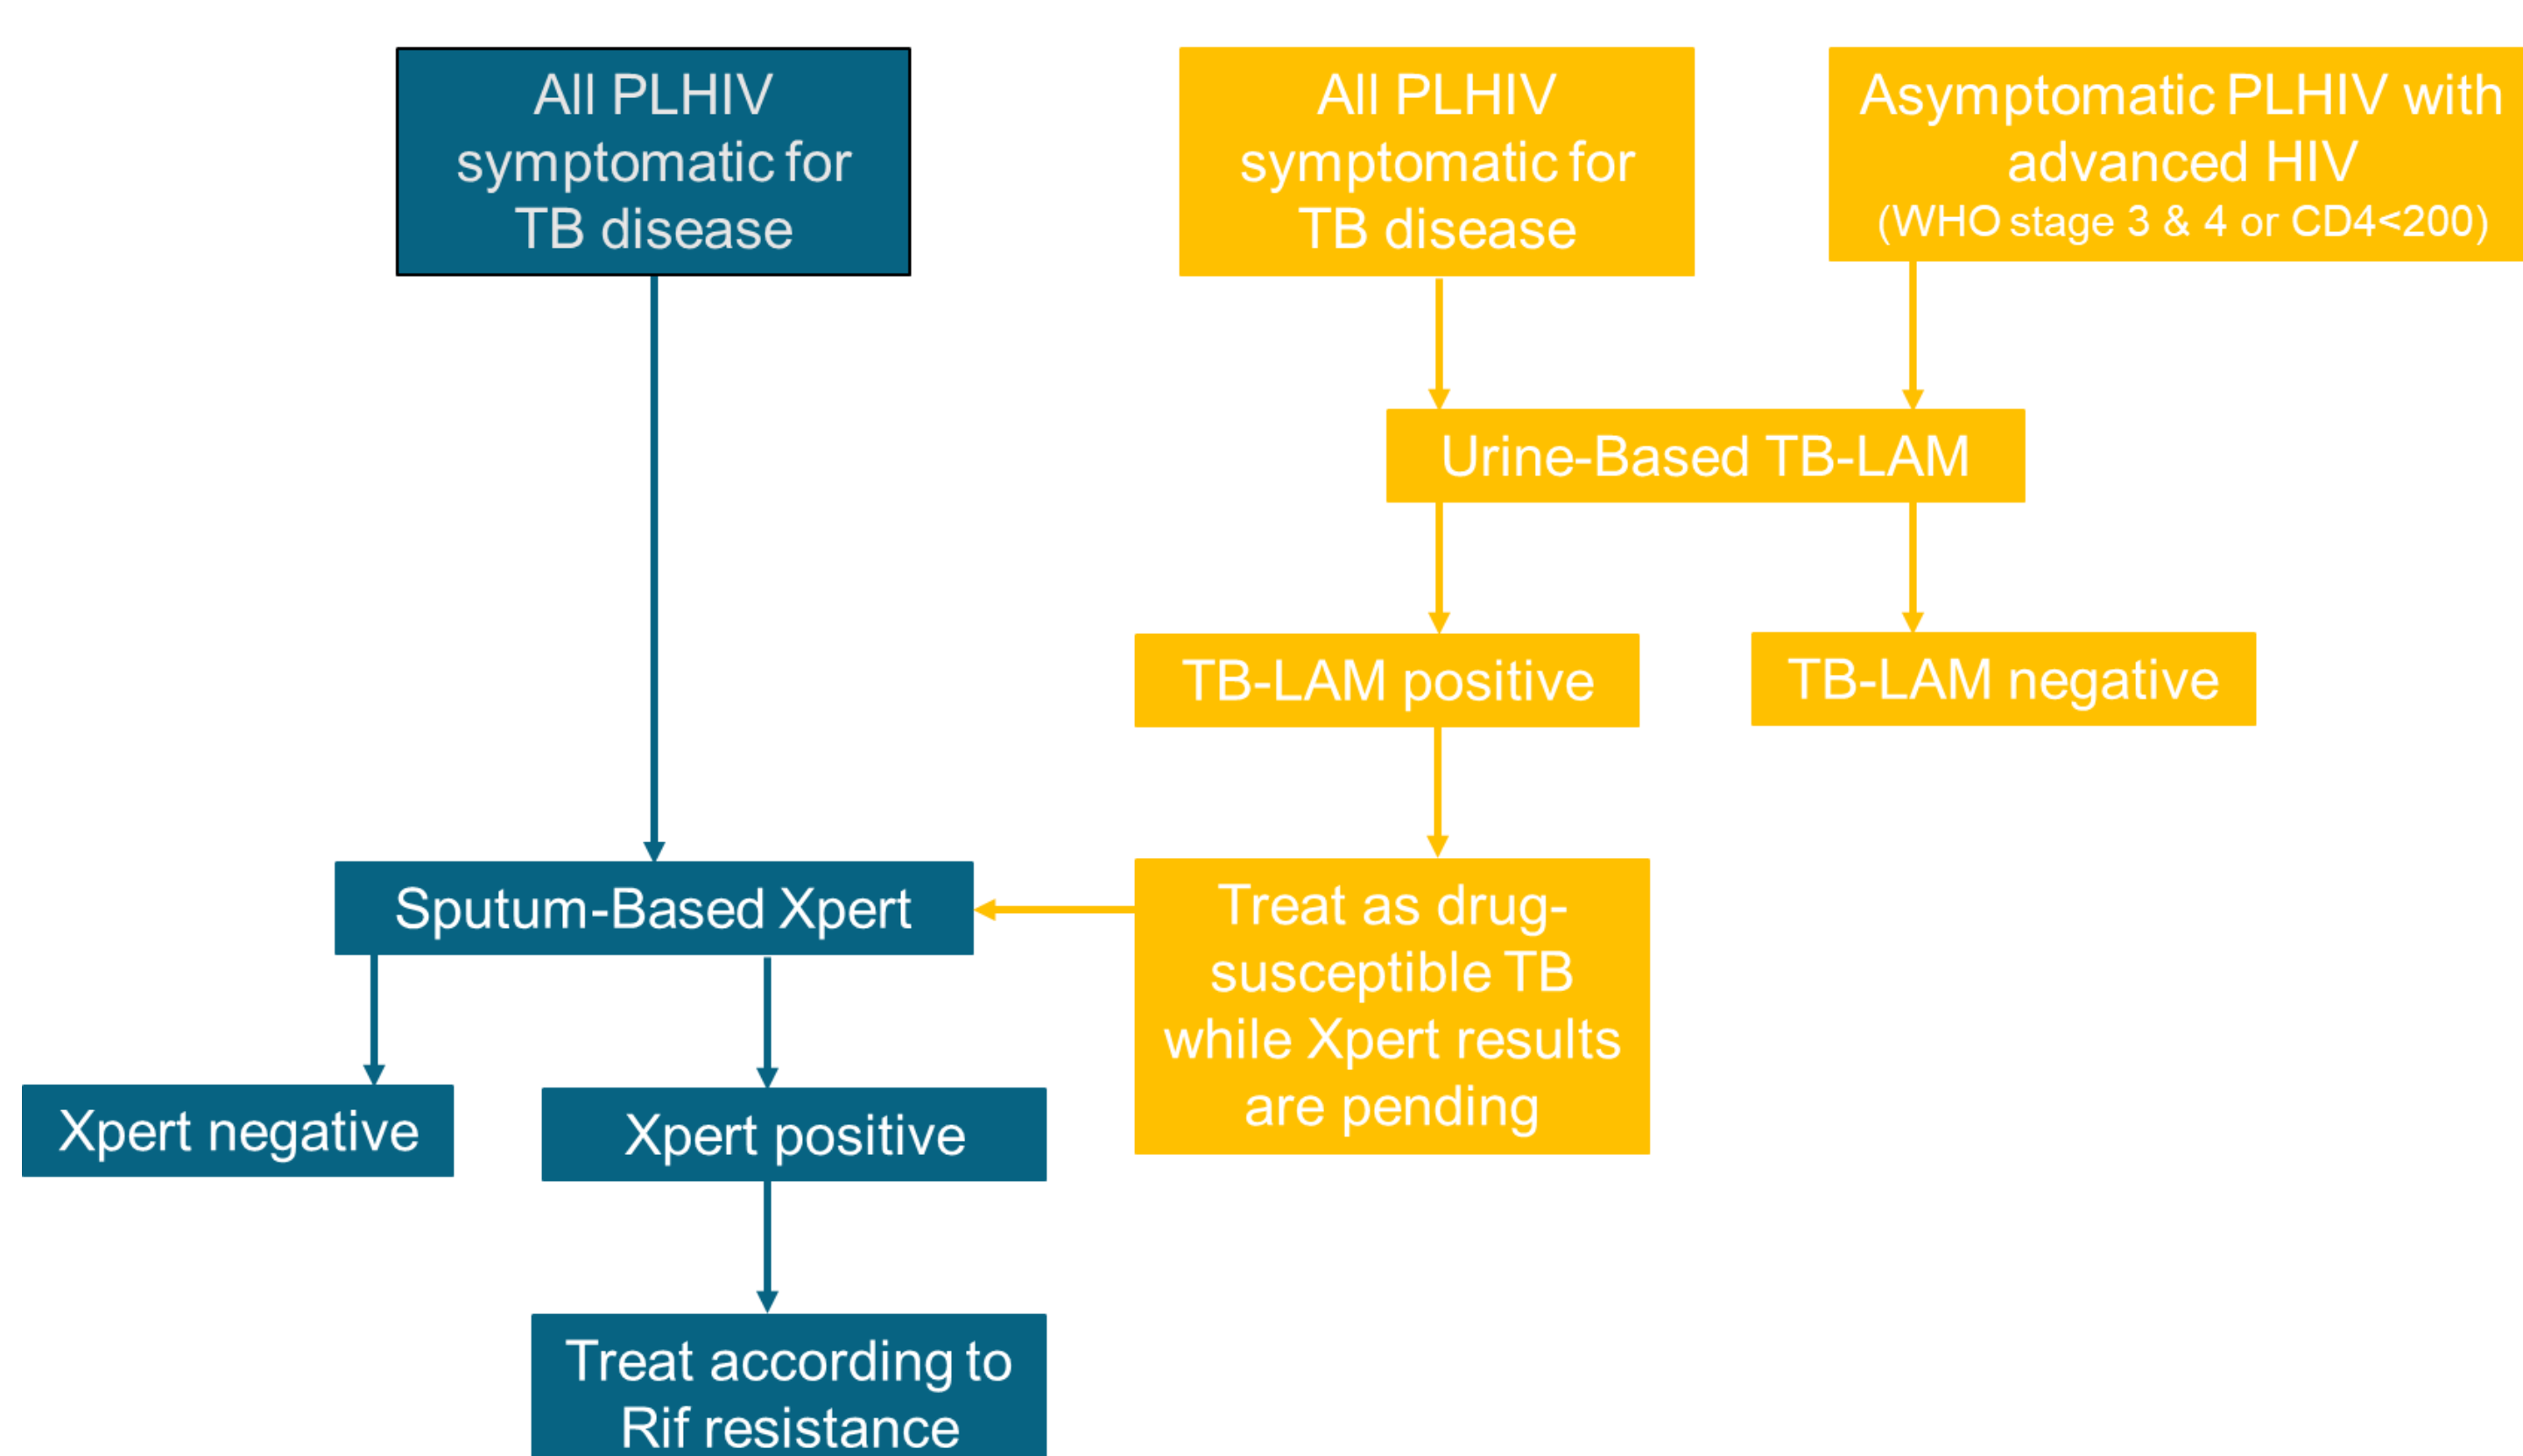 All PLHIV
symptomatic for
TB disease
All PLHIV
symptomatic for
TB disease
Asymptomatic PLHIV with
advanced HIV
(WHO stage 3 & 4 or CD4<200)
Urine-Based TB-LAM
TB-LAM positive
TB-LAM negative
Sputum-Based Xpert
Treat as drug-
susceptible TB
while Xpert results
are pending
Xpert negative
Xpert positive
Treat according to
Rif resistance